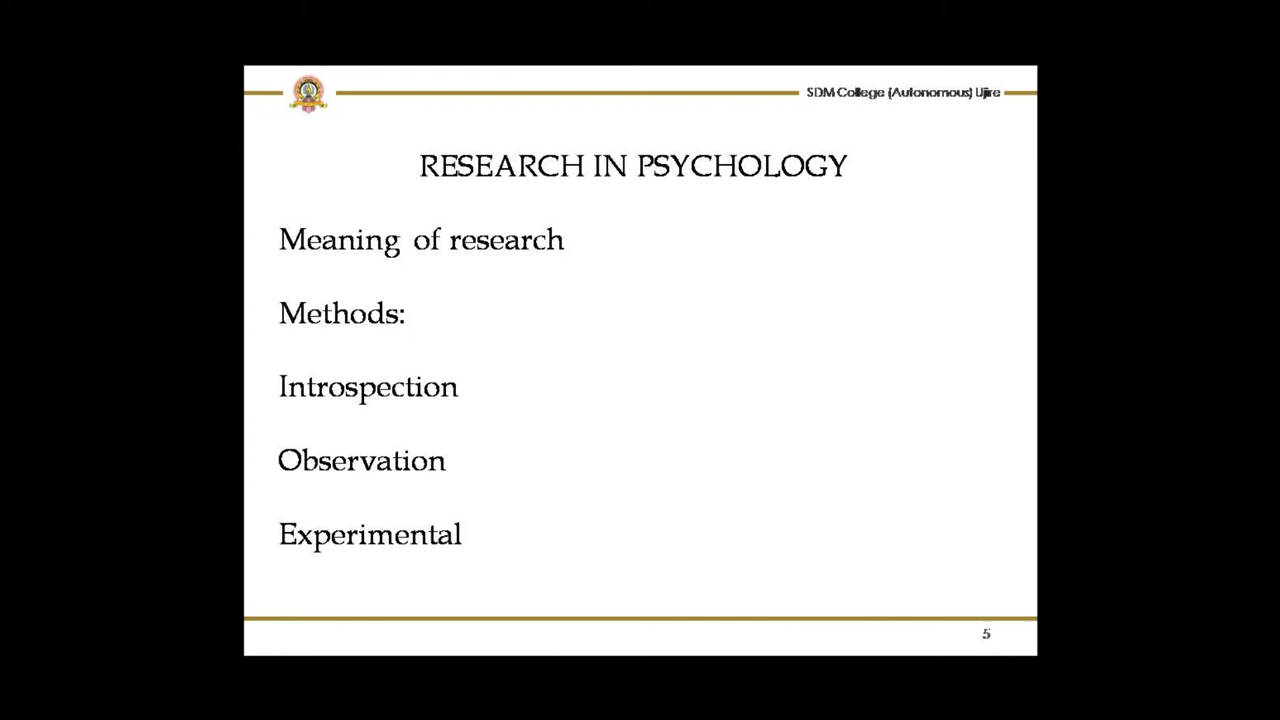 SDM College (Autonomous) Ujire
RESEARCH IN PSYCHOLOGY
Meaning of research
Methods:
Introspection
Observation
Experimental
5